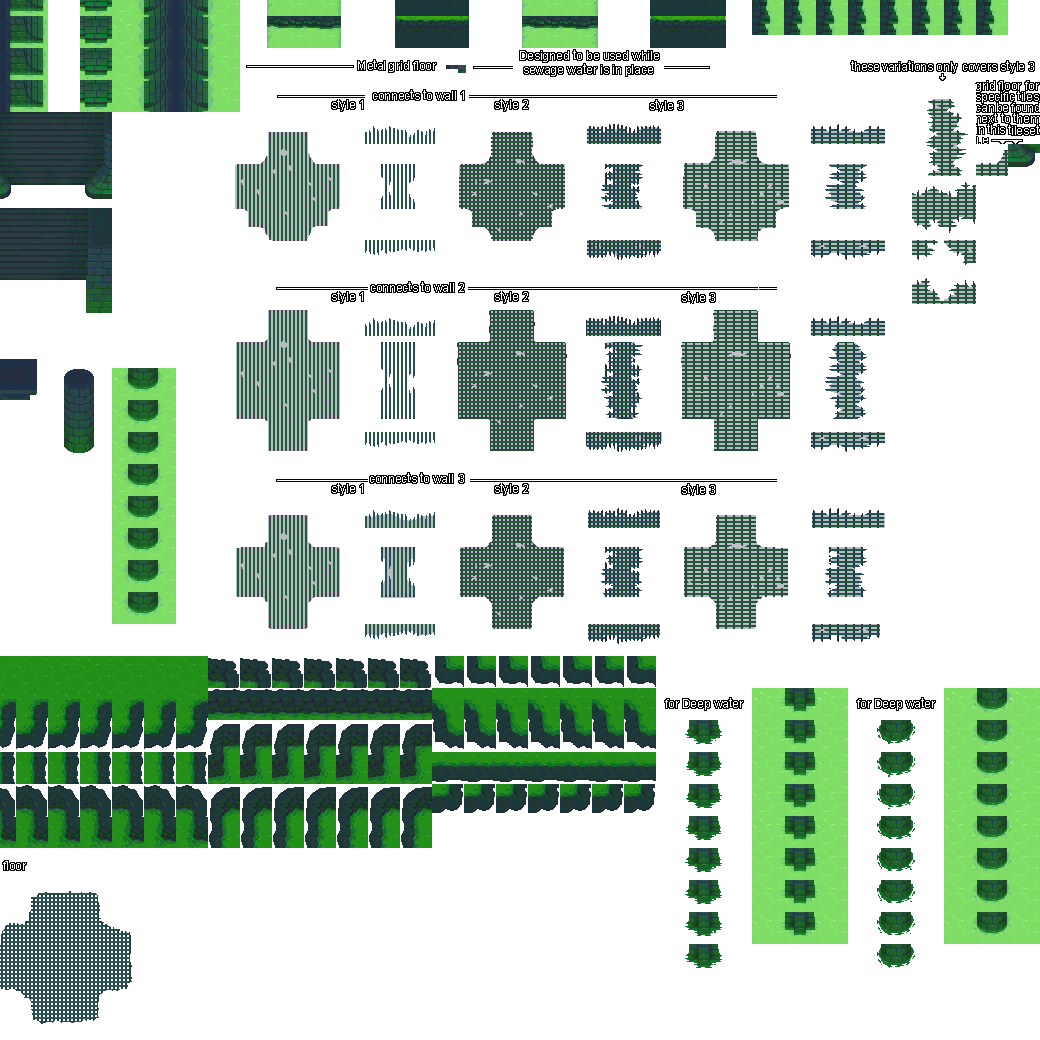 Metal grid floor
Designed to be used while
sewage water is in place
these variations only covers style 3
grid floor for
specific tiles
can be found
next to them
in this tileset
connects to wall 1
style 1
style 2
style 3
connects to wall 2
style 1
style 2
style 3
connects to wall 3
style 1
style 2
style 3
for Deep water
for Deep water
floor